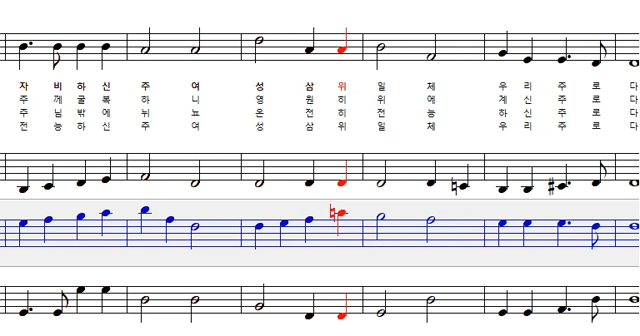 자 비 하 신 주 여 성 삼 위 일 체 우 리 주 로 다
주 께 굴 복 하 니 영 원 히 위 에 계 신 주 로 다
주 님 밖 에 뉘 뇨 온 전 히 전 능 하 신 주 로 다
전 능 하 신 주 여 성 삼 위 일 체 우 리 주 로 다